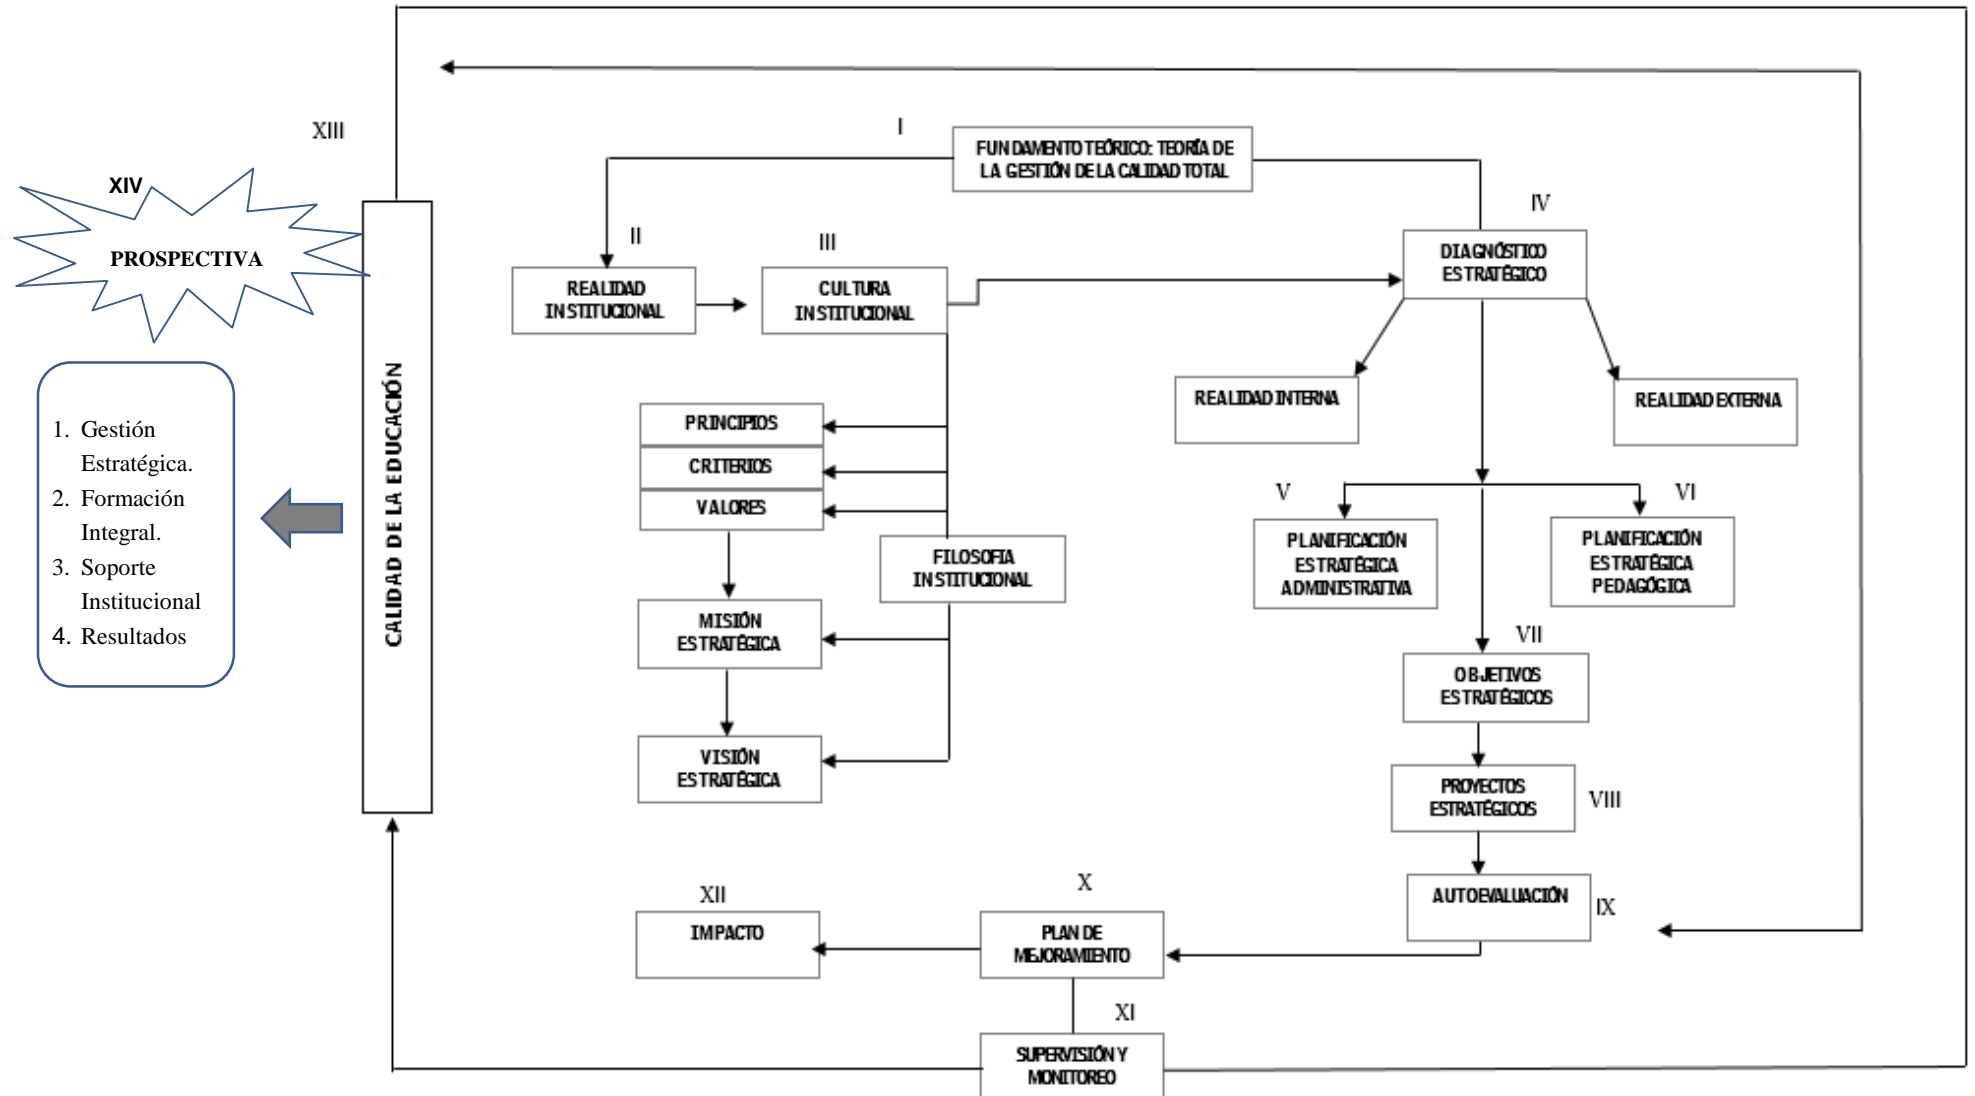 XIII
I
FUNDAMENTO TEÓRICO: TEORÍA DE
LA GESTIÓN DE LA CALIDAD TOTAL
XIV
PROSPECTIVA
II
REALIDAD
INSTITUCIONAL
III
CULTURA
INSTITUCIONAL
IV
DIAGNÓSTICO
ESTRATÉGICO
REALIDAD INTERNA
REALIDAD EXTERNA
1. Gestión
Estratégica.
2. Formación
Integral.
3. Soporte
Institucional
4. Resultados
CALIDAD DE LA EDUCACIÓN
PRINCIPIOS
CRITERIOS
VALORES
FILOSOFIA
INSTITUCIONAL
MISIÓN
ESTRATÉGICA
VISIÓN
ESTRATÉGICA
V
PLANIFICACIÓN
ESTRATÉGICA
ADMINISTRATIVA
VI
PLANIFICACIÓN
ESTRATÉGICA
PEDAGÓGICA
VII
OBJETIVOS
ESTRATÉGICOS
PROYECTOS
ESTRATÉGICOS
VIII
AUTOEVALUACIÓN
IX
X
PLAN DE
MEJORAMIENTO
XII
IMPACTO
XI
SUPERVISIÓN Y
MONITOREO